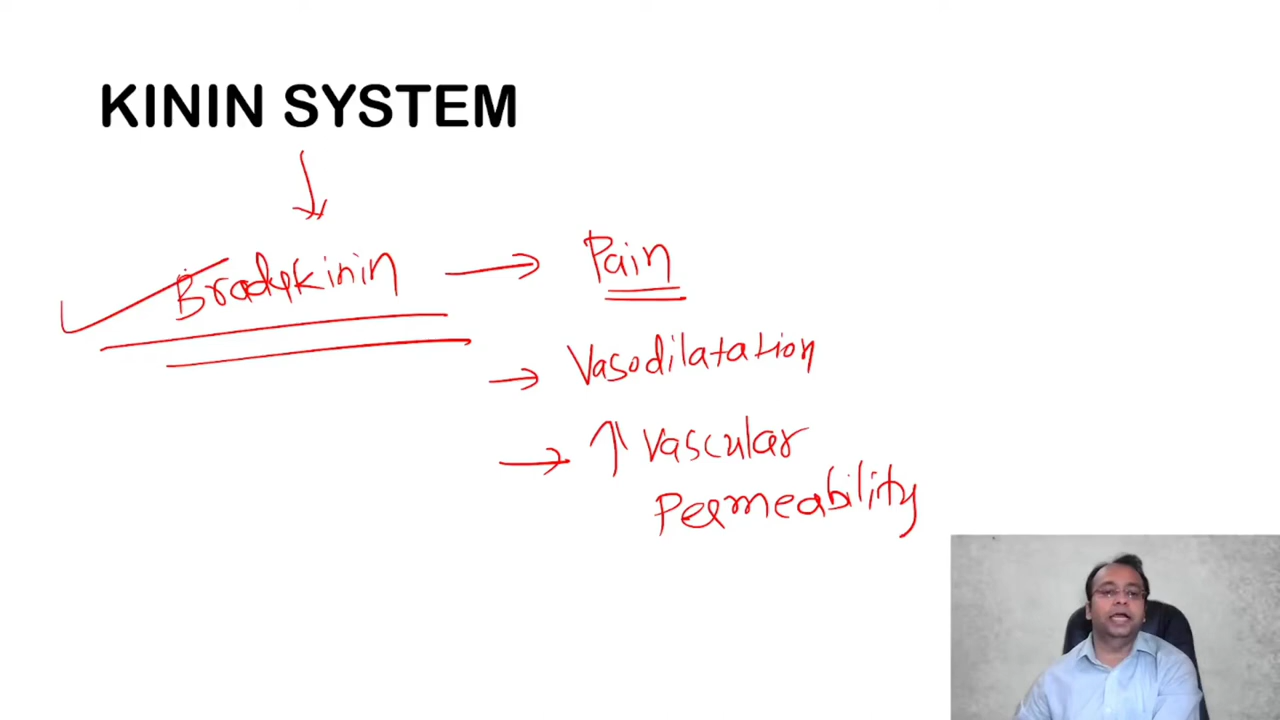 KININ SYSTEM
Bradykinin → Pain
→ Vasodilatation
→ ↑ Vascular
Permeability